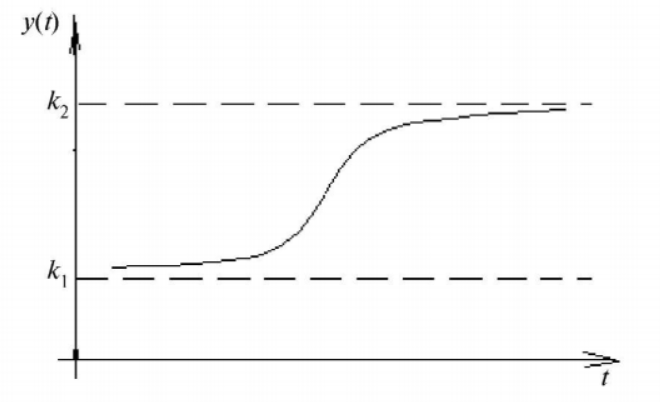 y(t)
k₂
k₁
t